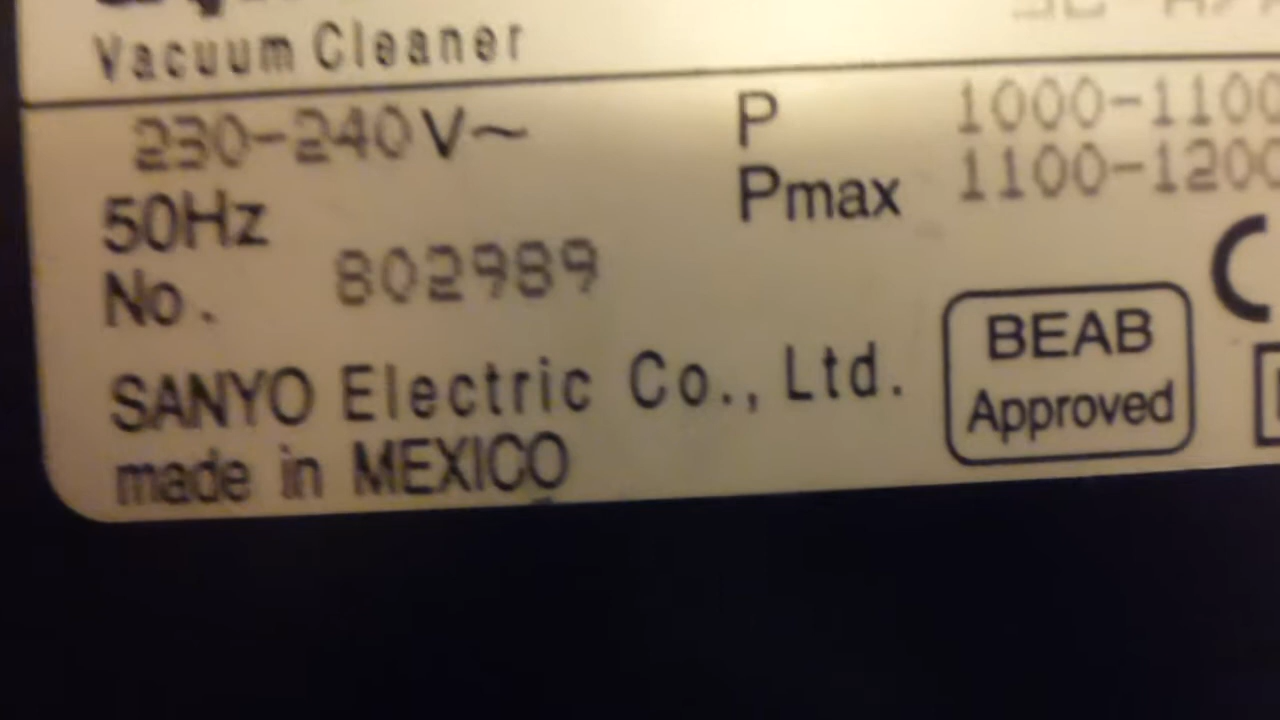 Vacuum Cleaner
230-240V~
P 1000-1100
Pmax 1100-1200
50Hz
No. 802989
SANYO Electric Co., Ltd.
made in MEXICO
BEAB
Approved